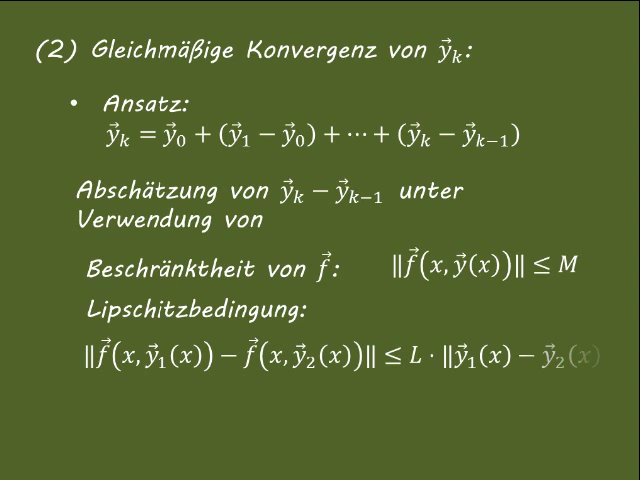 (2) Gleichmäßige Konvergenz von y⃗ₖ:
• Ansatz:
y⃗ₖ = y⃗₀ + (y⃗₁ − y⃗₀) + ⋯ + (y⃗ₖ − y⃗ₖ₋₁)
Abschätzung von y⃗ₖ − y⃗ₖ₋₁ unter
Verwendung von
Beschränktheit von f⃗: ‖f⃗(x, y⃗(x))‖ ≤ M
Lipschitzbedingung:
‖f⃗(x, y⃗₁(x)) − f⃗(x, y⃗₂(x))‖ ≤ L · ‖y⃗₁(x) − y⃗₂(x)